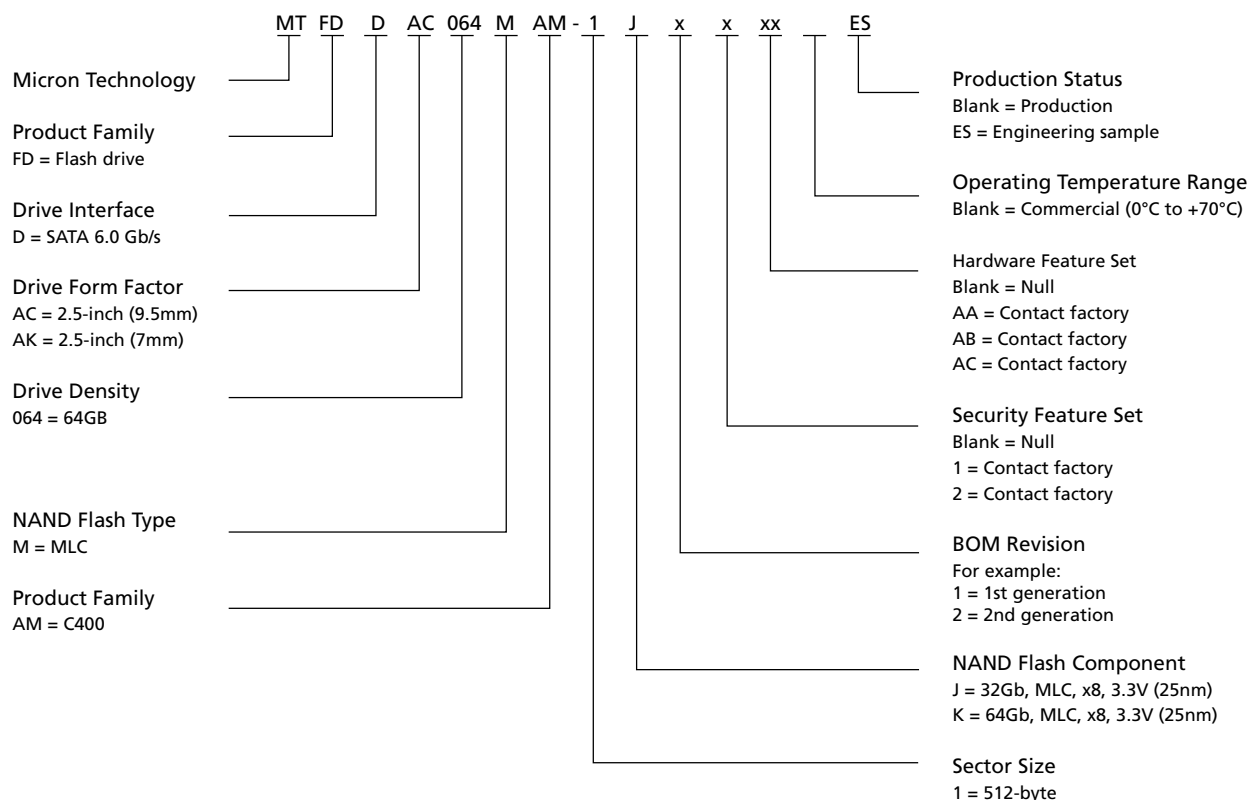 MT FD D AC 064 M AM - 1 J x x xx ES
Micron Technology
Product Family
FD = Flash drive
Drive Interface
D = SATA 6.0 Gb/s
Drive Form Factor
AC = 2.5-inch (9.5mm)
AK = 2.5-inch (7mm)
Drive Density
064 = 64GB
NAND Flash Type
M = MLC
Product Family
AM = C400
Production Status
Blank = Production
ES = Engineering sample
Operating Temperature Range
Blank = Commercial (0°C to +70°C)
Hardware Feature Set
Blank = Null
AA = Contact factory
AB = Contact factory
AC = Contact factory
Security Feature Set
Blank = Null
1 = Contact factory
2 = Contact factory
BOM Revision
For example:
1 = 1st generation
2 = 2nd generation
NAND Flash Component
J = 32Gb, MLC, x8, 3.3V (25nm)
K = 64Gb, MLC, x8, 3.3V (25nm)
Sector Size
1 = 512-byte